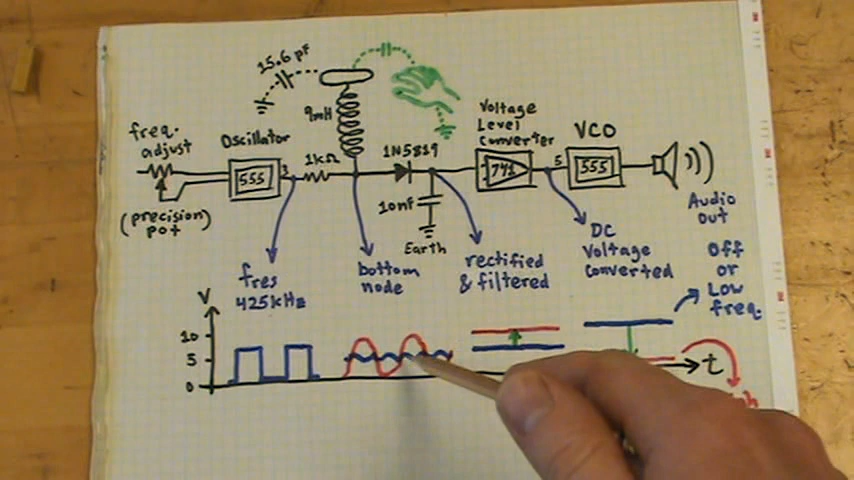 15.6 pF
9mH
freq.
adjust
(precision)
pot
Oscillator
555
3
1kΩ
1N5819
10nF
Earth
Voltage
Level
Converter
741
5
VCO
555
Audio
Out
fres
425kHz
bottom
node
rectified
& filtered
DC
Voltage
Converted
Off
or
Low
freq.
V
10
5
0
t